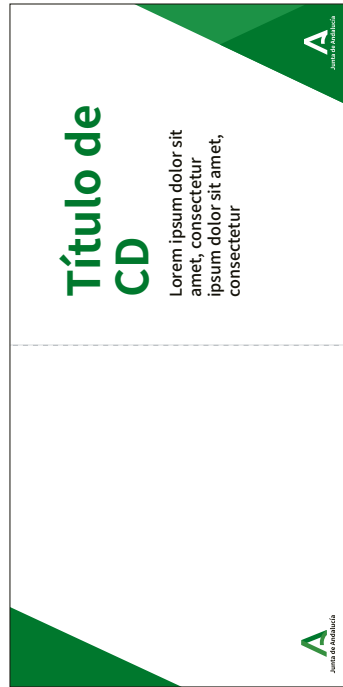 Título de
CD
Lorem ipsum dolor sit
amet, consectetur
ipsum dolor sit amet,
consectetur
Junta de Andalucía
Junta de Andalucía